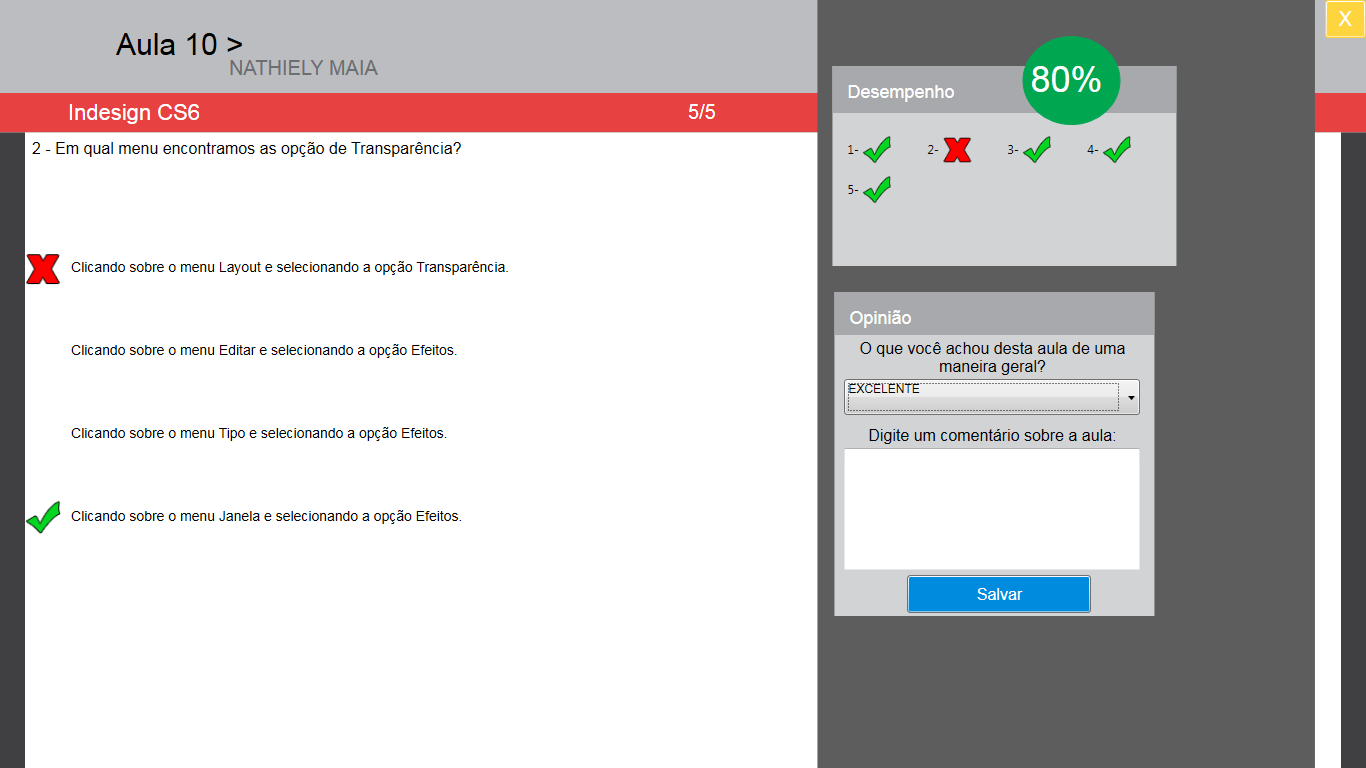 Aula 10 >
NATHIELY MAIA
X
Indesign CS6
5/5
2 - Em qual menu encontramos as opção de Transparência?
Clicando sobre o menu Layout e selecionando a opção Transparência.
Clicando sobre o menu Editar e selecionando a opção Efeitos.
Clicando sobre o menu Tipo e selecionando a opção Efeitos.
Clicando sobre o menu Janela e selecionando a opção Efeitos.
Desempenho
80%
1-
2-
3-
4-
5-
Opinião
O que você achou desta aula de uma
maneira geral?
EXCELENTE
Digite um comentário sobre a aula:
Salvar